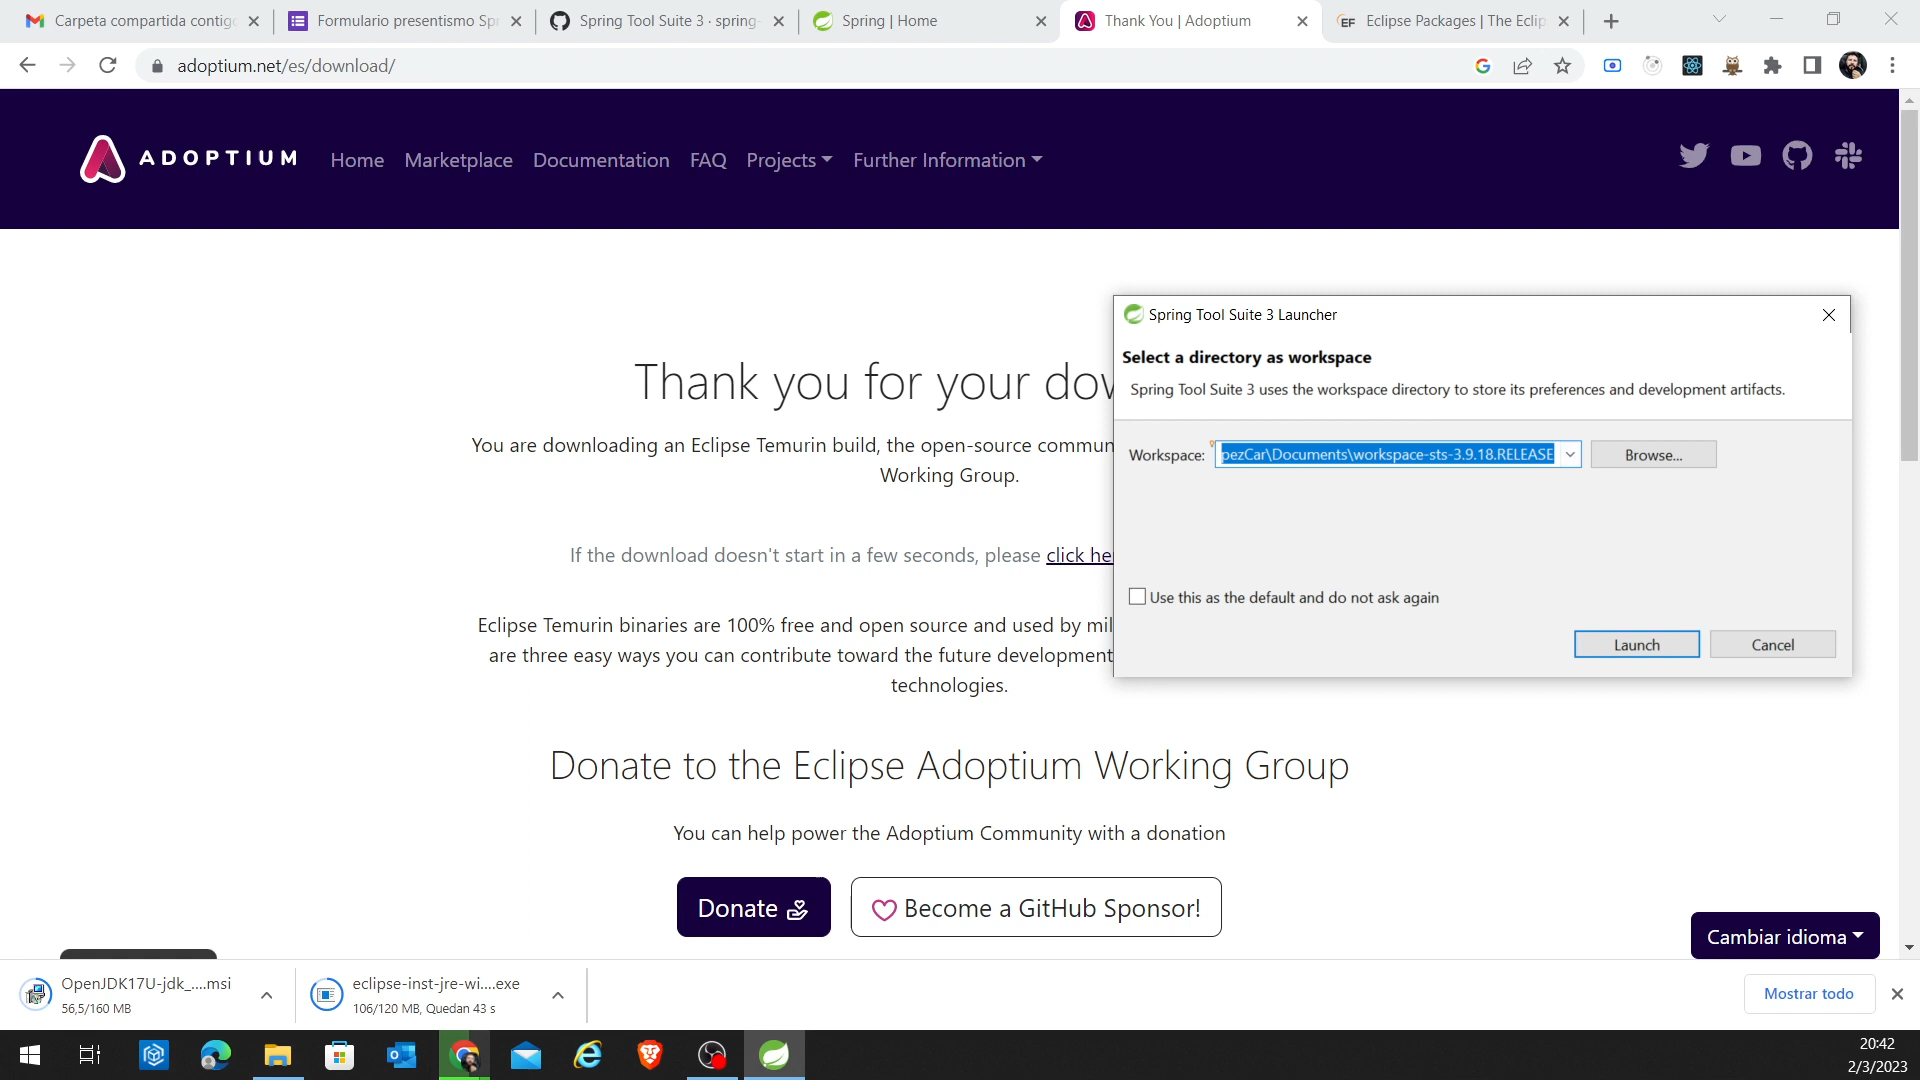 Carpeta compartida contigo
Formulario presentismo Spr
Spring Tool Suite 3 · spring-
Spring | Home
Thank You | Adoptium
EF
Eclipse Packages | The Eclip
adoptium.net/es/download/
ADOPTIUM
Home
Marketplace
Documentation
FAQ
Projects
Further Information
Spring Tool Suite 3 Launcher
Select a directory as workspace
Spring Tool Suite 3 uses the workspace directory to store its preferences and development artifacts.
Workspace:
pezCar\Documents\workspace-sts-3.9.18.RELEASE
Browse...
Use this as the default and do not ask again
Launch
Cancel
Thank you for your dow
You are downloading an Eclipse Temurin build, the open-source commun
Working Group.
If the download doesn't start in a few seconds, please click her
Eclipse Temurin binaries are 100% free and open source and used by mil
are three easy ways you can contribute toward the future development
technologies.
Donate to the Eclipse Adoptium Working Group
You can help power the Adoptium Community with a donation
Donate
Become a GitHub Sponsor!
Cambiar idioma
OpenJDK17U-jdk_....msi
56,5/160 MB
eclipse-inst-jre-wi....exe
106/120 MB, Quedan 43 s
Mostrar todo
20:42
2/3/2023